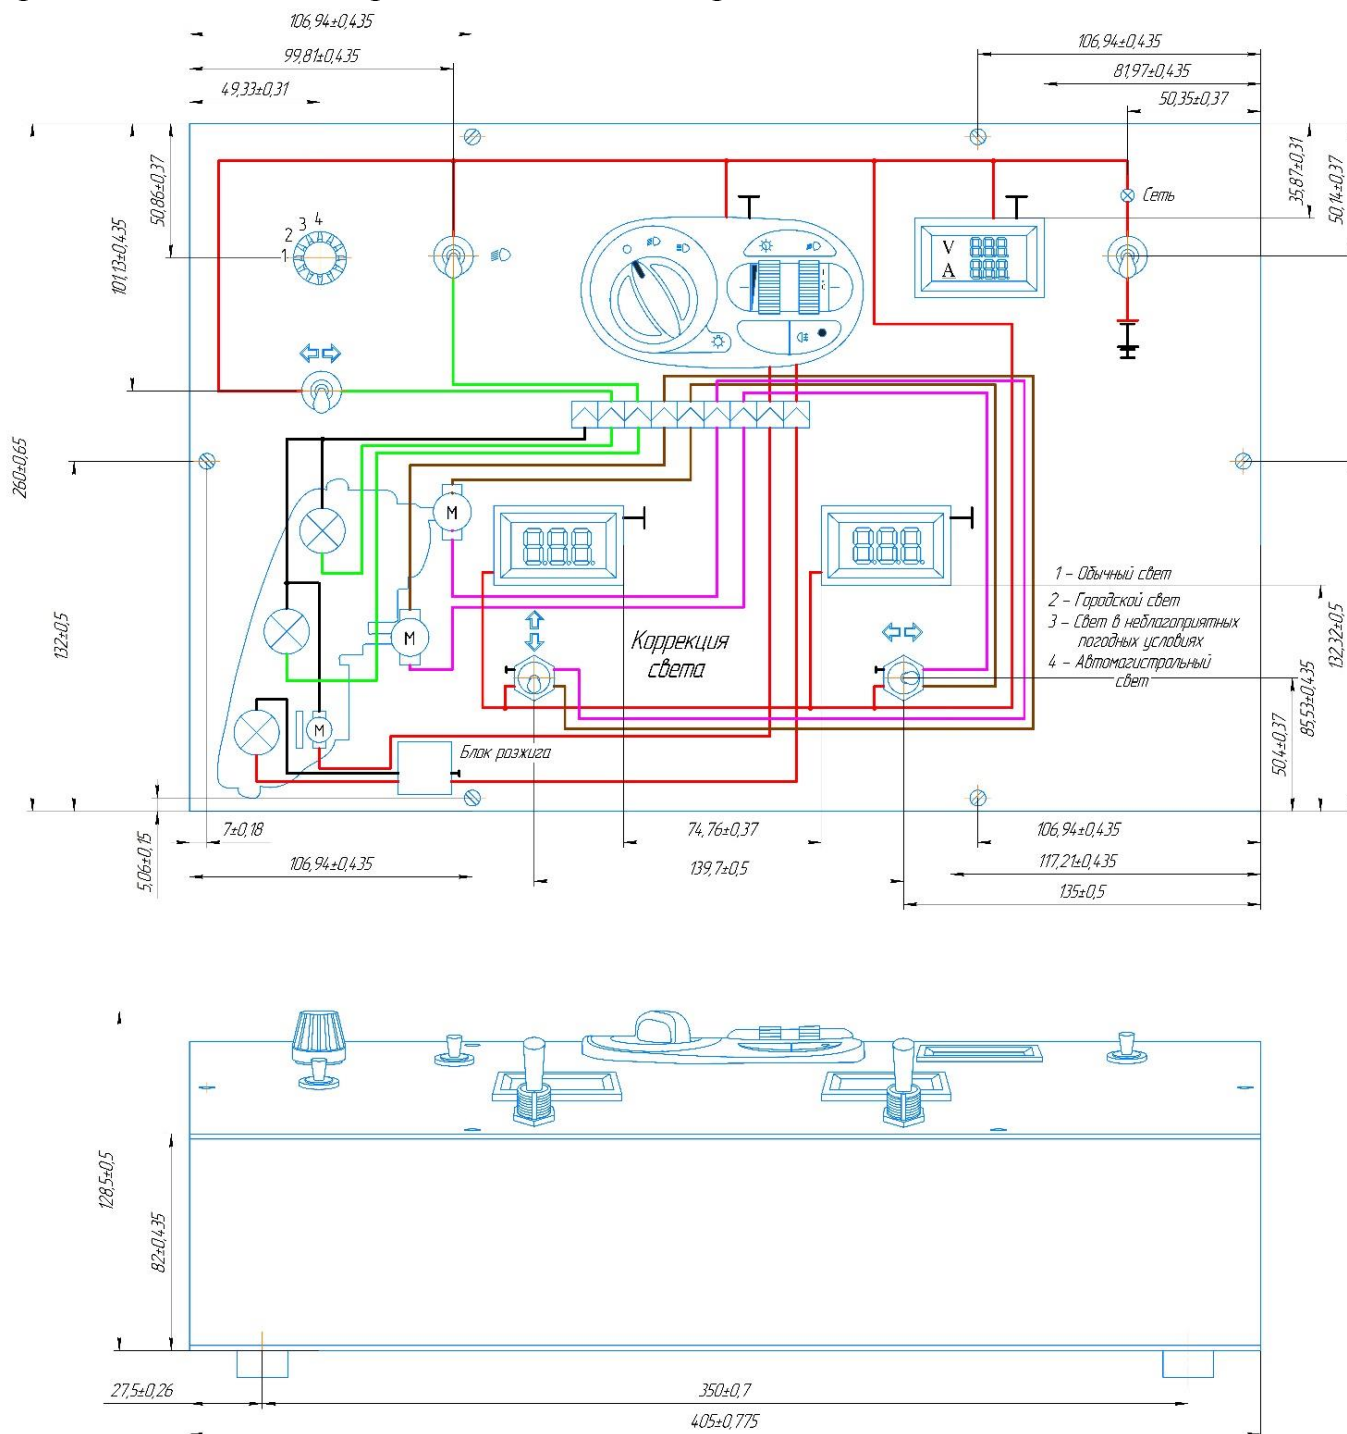 106,94±0,435
99,81±0,435
49,33±0,31
106,94±0,435
81,97±0,435
50,35±0,37
260±0,65
101,13±0,435
50,86±0,37
35,87±0,31
50,14±0,37
1
2
3
4
Сеть
V
A
M
M
M
Коррекция
света
1 – Обычный свет
2 – Городской свет
3 – Свет в неблагоприятных
погодных условиях
4 – Автомагистральный
свет
Блок розжига
132±0,5
5,06±0,15
50,4±0,37
85,53±0,435
132,32±0,5
7±0,18
74,76±0,37
106,94±0,435
106,94±0,435
139,7±0,5
117,21±0,435
135±0,5
128,5±0,5
82±0,435
27,5±0,26
350±0,7
405±0,775